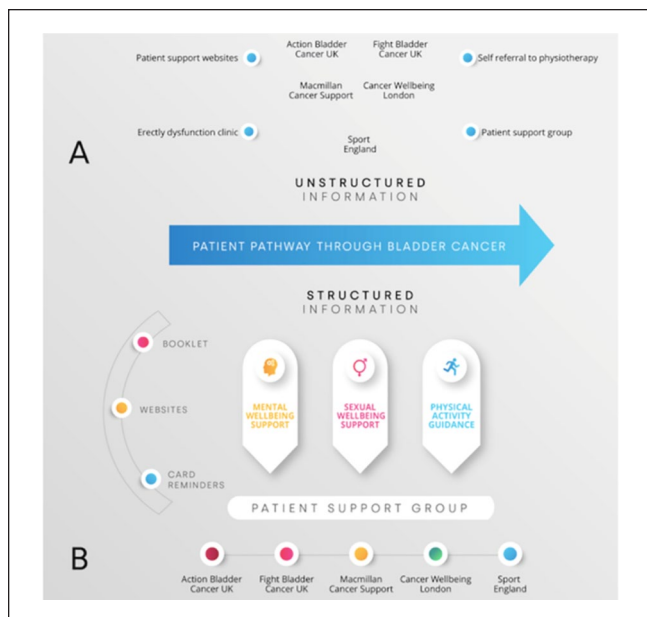 Action Bladder
Cancer UK
Fight Bladder
Cancer UK
Patient support websites
Self referral to physiotherapy
Macmillan
Cancer Support
Cancer Wellbeing
London
Erectly dysfunction clinic
Patient support group
Sport
England
A
UNSTRUCTURED
INFORMATION
PATIENT PATHWAY THROUGH BLADDER CANCER
STRUCTURED
INFORMATION
BOOKLET
WEBSITES
CARD
REMINDERS
MENTAL
WELLBEING
SUPPORT
SEXUAL
WELLBEING
SUPPORT
PHYSICAL
ACTIVITY
GUIDANCE
PATIENT SUPPORT GROUP
B
Action Bladder
Cancer UK
Fight Bladder
Cancer UK
Macmillan
Cancer Support
Cancer Wellbeing
London
Sport
England